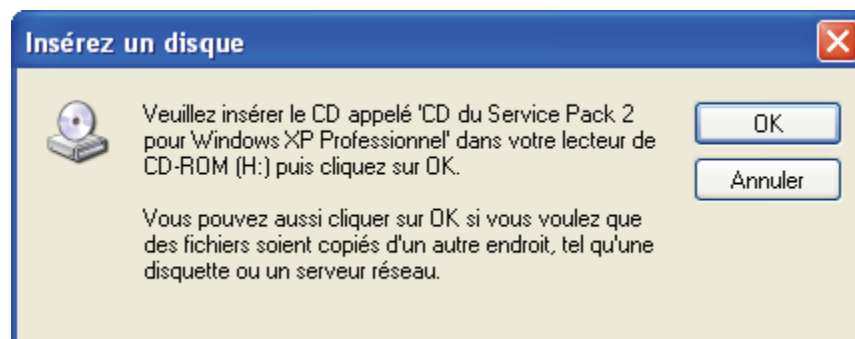 Insérez un disque
Veuillez insérer le CD appelé 'CD du Service Pack 2
pour Windows XP Professionnel' dans votre lecteur de
CD-ROM (H:) puis cliquez sur OK.
OK
Annuler
Vous pouvez aussi cliquer sur OK si vous voulez que
des fichiers soient copiés d'un autre endroit, tel qu'une
disquette ou un serveur réseau.